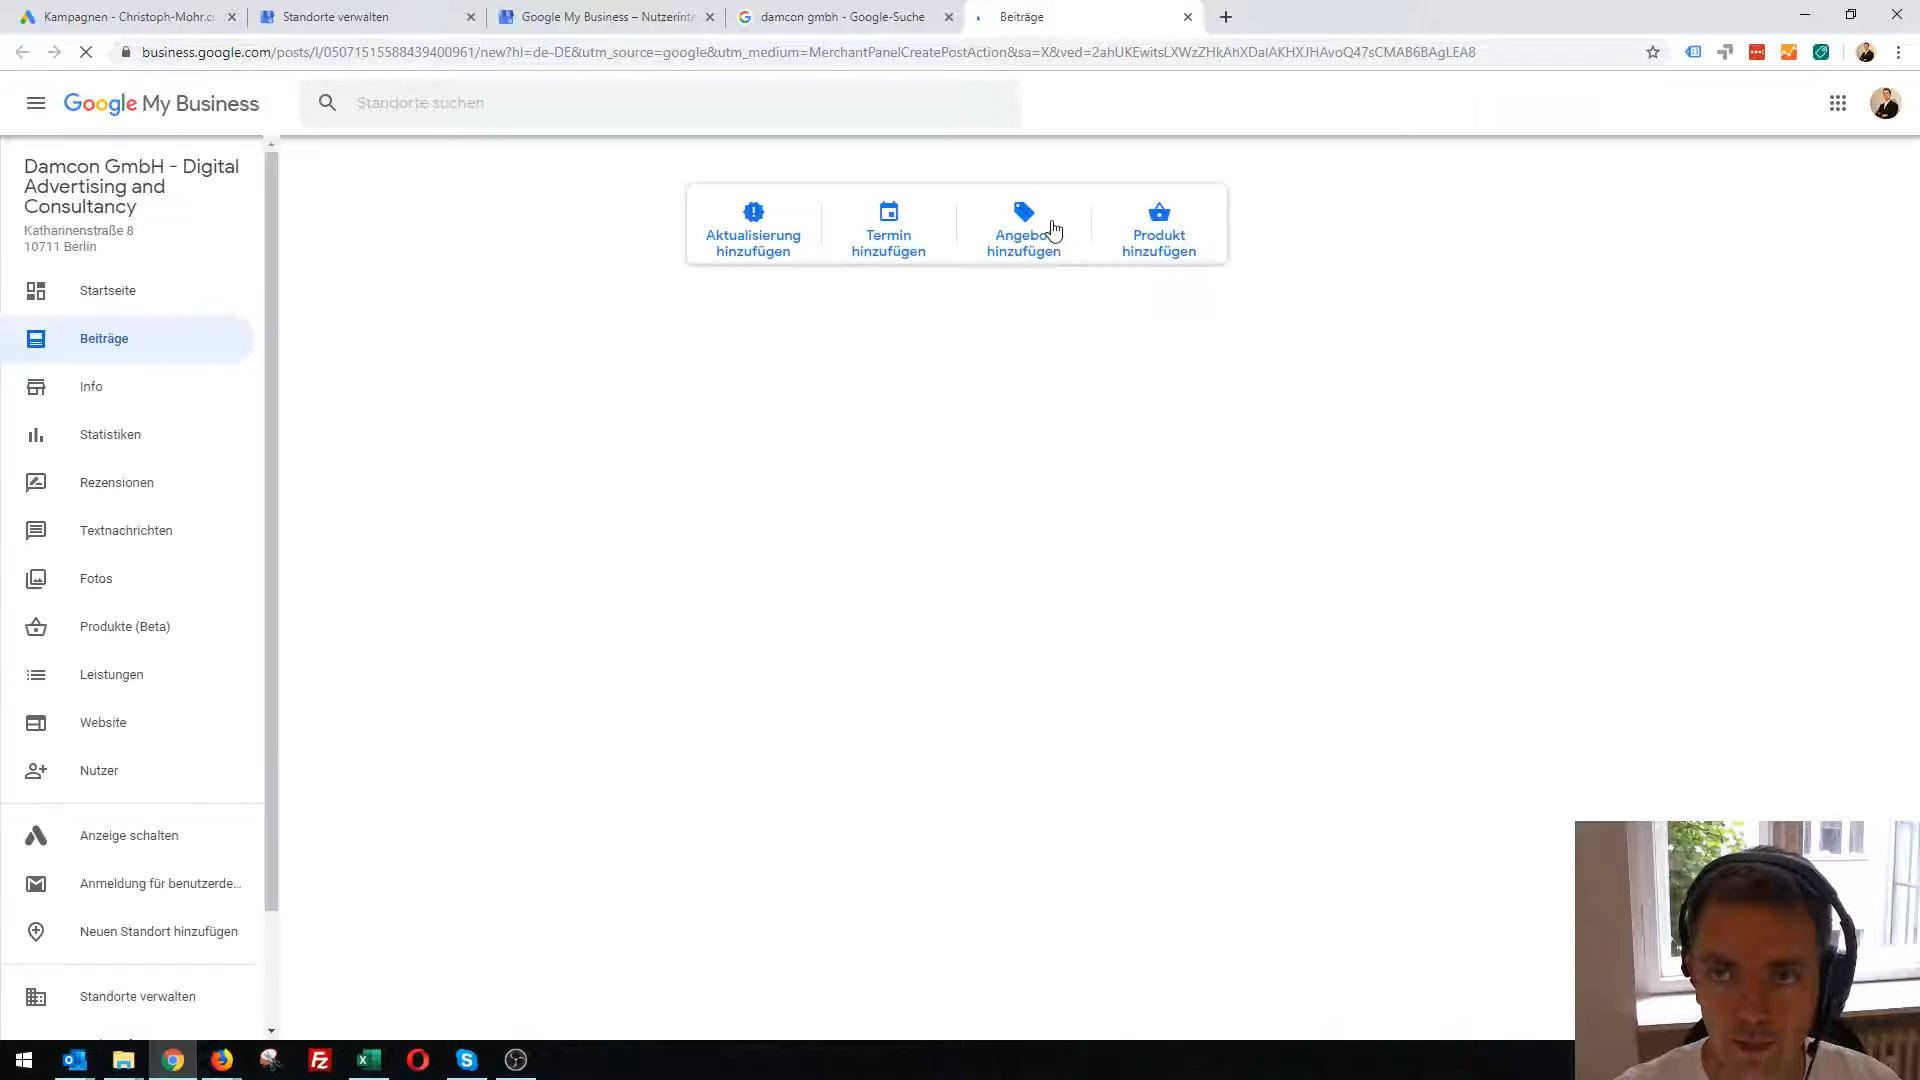 Kampagnen - Christoph-Mohr.c
Standorte verwalten
Google My Business – Nutzerinte
damcon gmbh - Google-Suche
Beiträge
business.google.com/posts/l/05071515588439400961/new?hl=de-DE&utm_source=google&utm_medium=MerchantPanelCreatePostAction&sa=X&ved=2ahUKEwitsLXWzZHkAhXDalAKHXJHAvoQ47sCMAB6BAgLEA8
Google My Business
Standorte suchen
Damcon GmbH - Digital
Advertising and
Consultancy
Katharinenstraße 8
10711 Berlin
Aktualisierung
hinzufügen
Termin
hinzufügen
Angebo
hinzufügen
Produkt
hinzufügen
Startseite
Beiträge
Info
Statistiken
Rezensionen
Textnachrichten
Fotos
Produkte (Beta)
Leistungen
Website
Nutzer
Anzeige schalten
Anmeldung für benutzerde...
Neuen Standort hinzufügen
Standorte verwalten